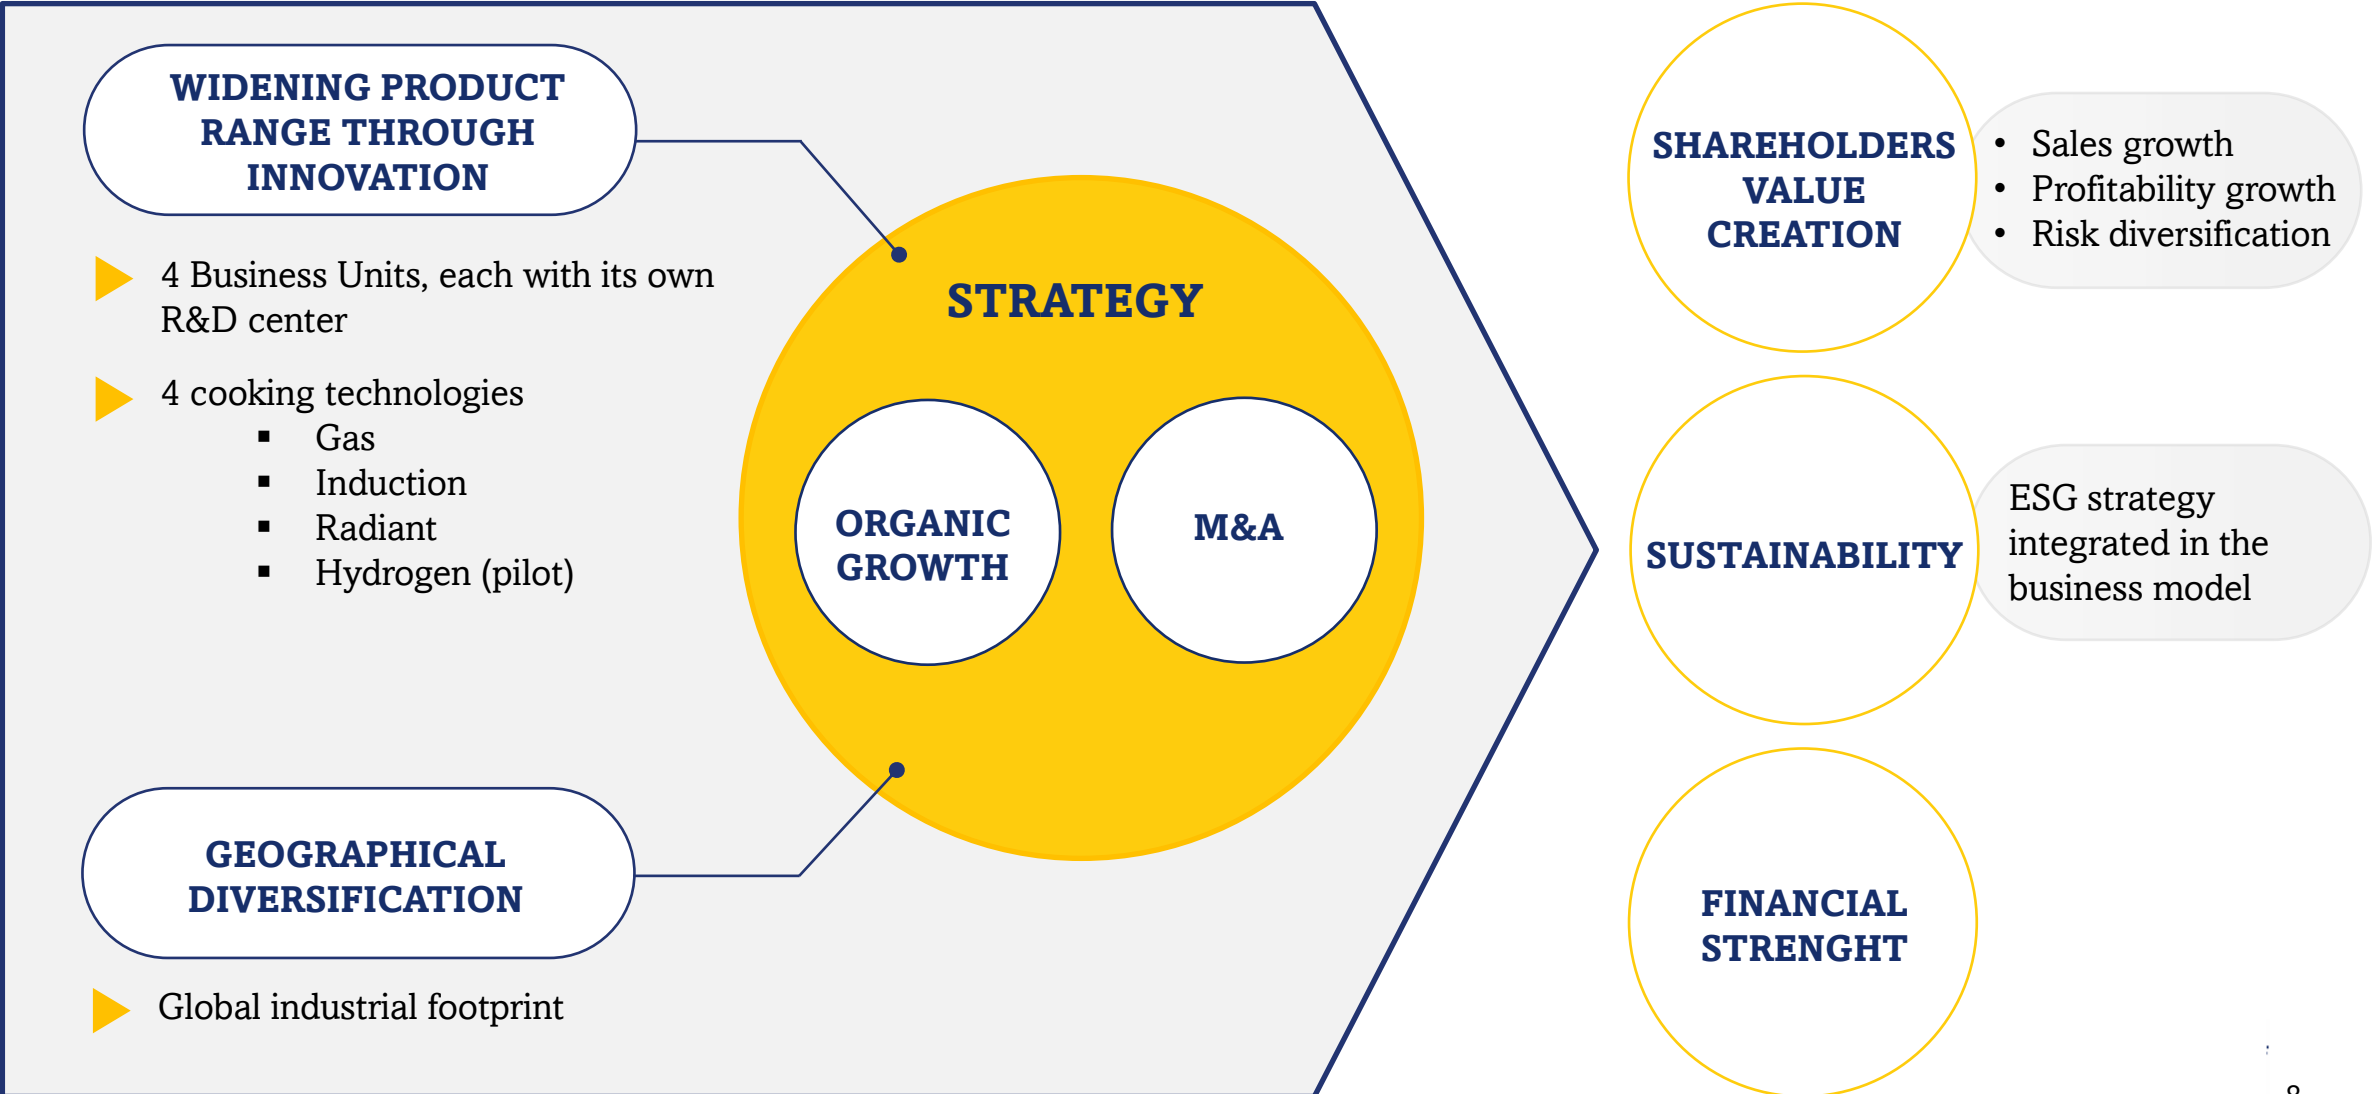 WIDENING PRODUCT
RANGE THROUGH
INNOVATION
4 Business Units, each with its own
R&D center
4 cooking technologies
▪ Gas
▪ Induction
▪ Radiant
▪ Hydrogen (pilot)
GEOGRAPHICAL
DIVERSIFICATION
Global industrial footprint
STRATEGY
ORGANIC
GROWTH
M&A
SHAREHOLDERS
VALUE
CREATION
• Sales growth
• Profitability growth
• Risk diversification
SUSTAINABILITY
ESG strategy
integrated in the
business model
FINANCIAL
STRENGHT